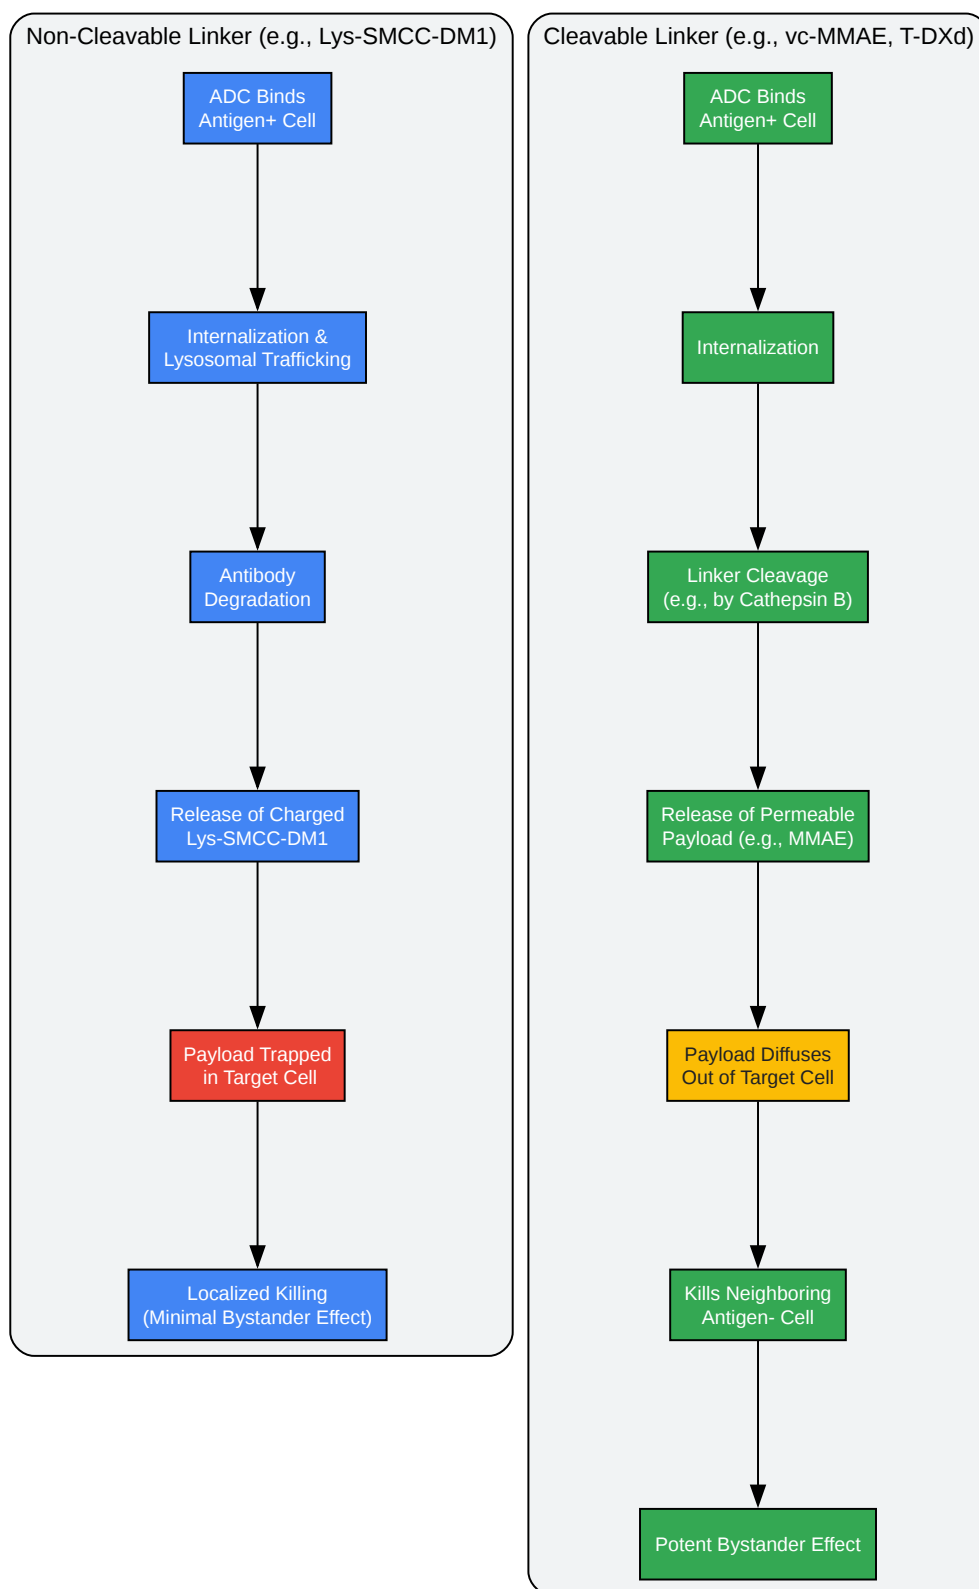 Non-Cleavable Linker (e.g., Lys-SMCC-DM1)
ADC Binds
Antigen+ Cell
Internalization &
Lysosomal Trafficking
Antibody
Degradation
Release of Charged
Lys-SMCC-DM1
Payload Trapped
in Target Cell
Localized Killing
(Minimal Bystander Effect)
Cleavable Linker (e.g., vc-MMAE, T-DXd)
ADC Binds
Antigen+ Cell
Internalization
Linker Cleavage
(e.g., by Cathepsin B)
Release of Permeable
Payload (e.g., MMAE)
Payload Diffuses
Out of Target Cell
Kills Neighboring
Antigen- Cell
Potent Bystander Effect